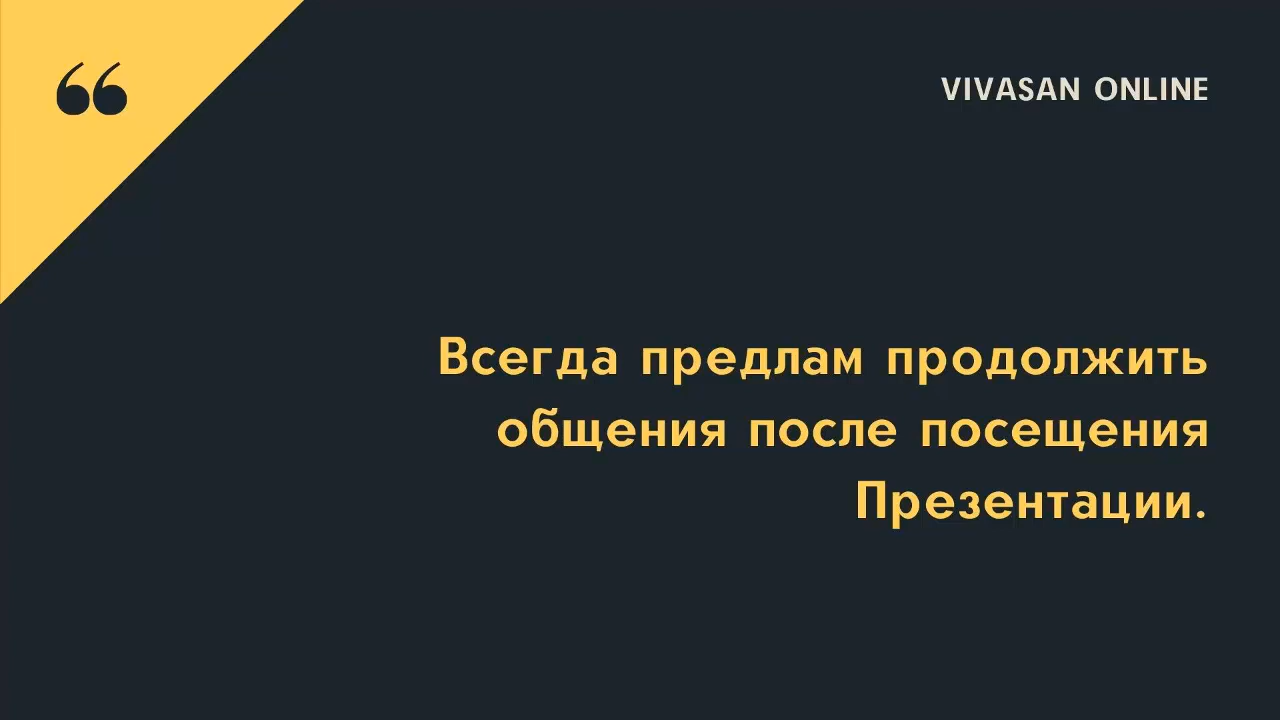 VIVASAN ONLINE
Всегда предлам продолжить
общения после посещения
Презентации.